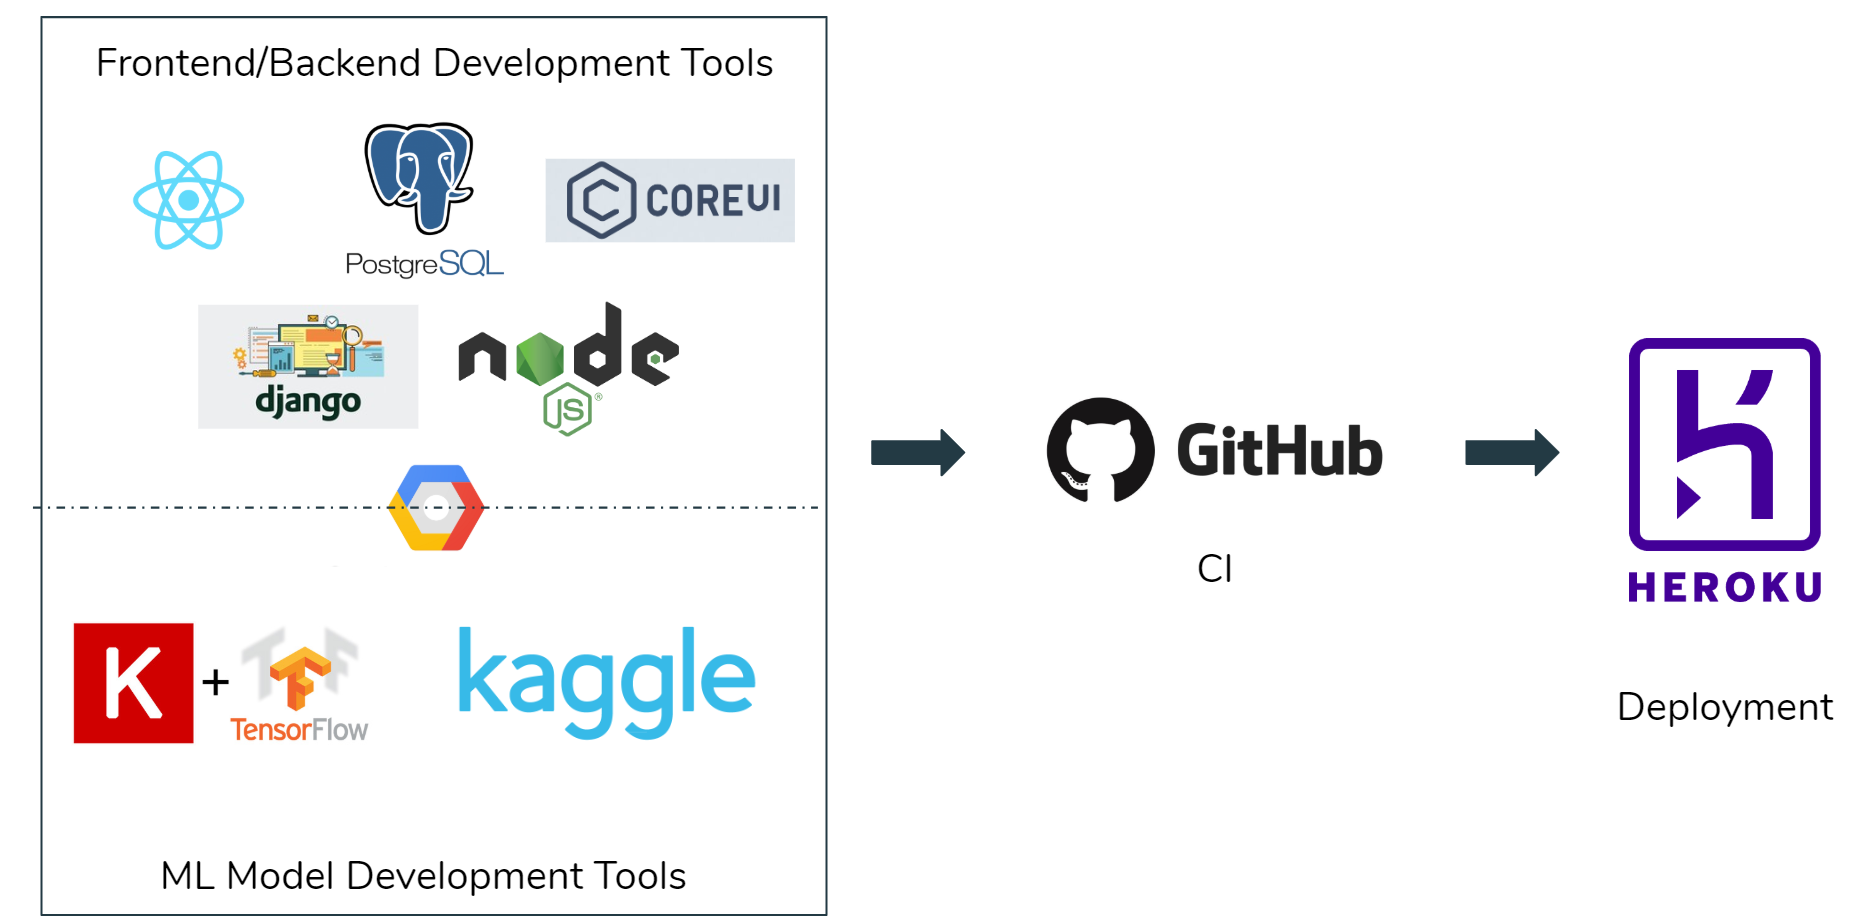 Frontend/Backend Development Tools
PostgreSQL
COREUI
django
node
JS®
GitHub
CI
HEROKU
Deployment
K
+
TF
TensorFlow
kaggle
ML Model Development Tools